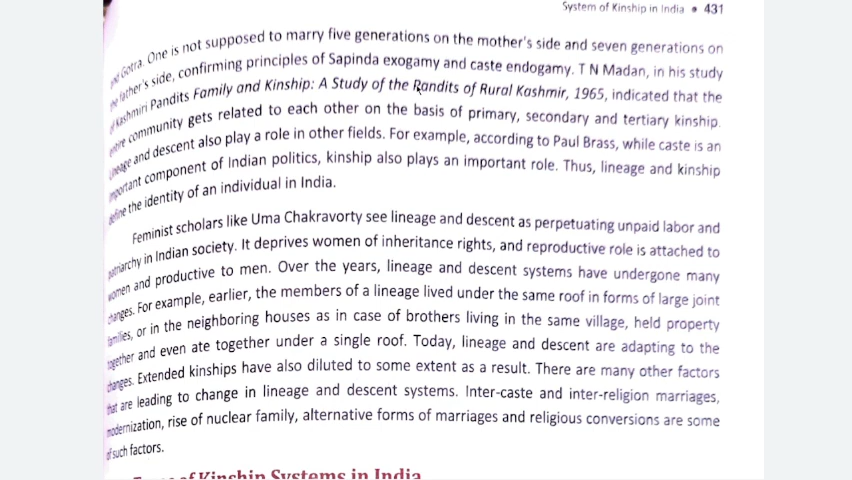 System of Kinship in India • 431
and Gotra. One is not supposed to marry five generations on the mother's side and seven generations on
the father's side, confirming principles of Sapinda exogamy and caste endogamy. T N Madan, in his study
of Kashmiri Pandits Family and Kinship: A Study of the Pandits of Rural Kashmir, 1965, indicated that the
entire community gets related to each other on the basis of primary, secondary and tertiary kinship.
Lineage and descent also play a role in other fields. For example, according to Paul Brass, while caste is an
important component of Indian politics, kinship also plays an important role. Thus, lineage and kinship
define the identity of an individual in India.
Feminist scholars like Uma Chakravorty see lineage and descent as perpetuating unpaid labor and
patriarchy in Indian society. It deprives women of inheritance rights, and reproductive role is attached to
women and productive to men. Over the years, lineage and descent systems have undergone many
changes. For example, earlier, the members of a lineage lived under the same roof in forms of large joint
families, or in the neighboring houses as in case of brothers living in the same village, held property
together and even ate together under a single roof. Today, lineage and descent are adapting to the
changes. Extended kinships have also diluted to some extent as a result. There are many other factors
that are leading to change in lineage and descent systems. Inter-caste and inter-religion marriages,
modernization, rise of nuclear family, alternative forms of marriages and religious conversions are some
of such factors.
of Kinship Systems in India